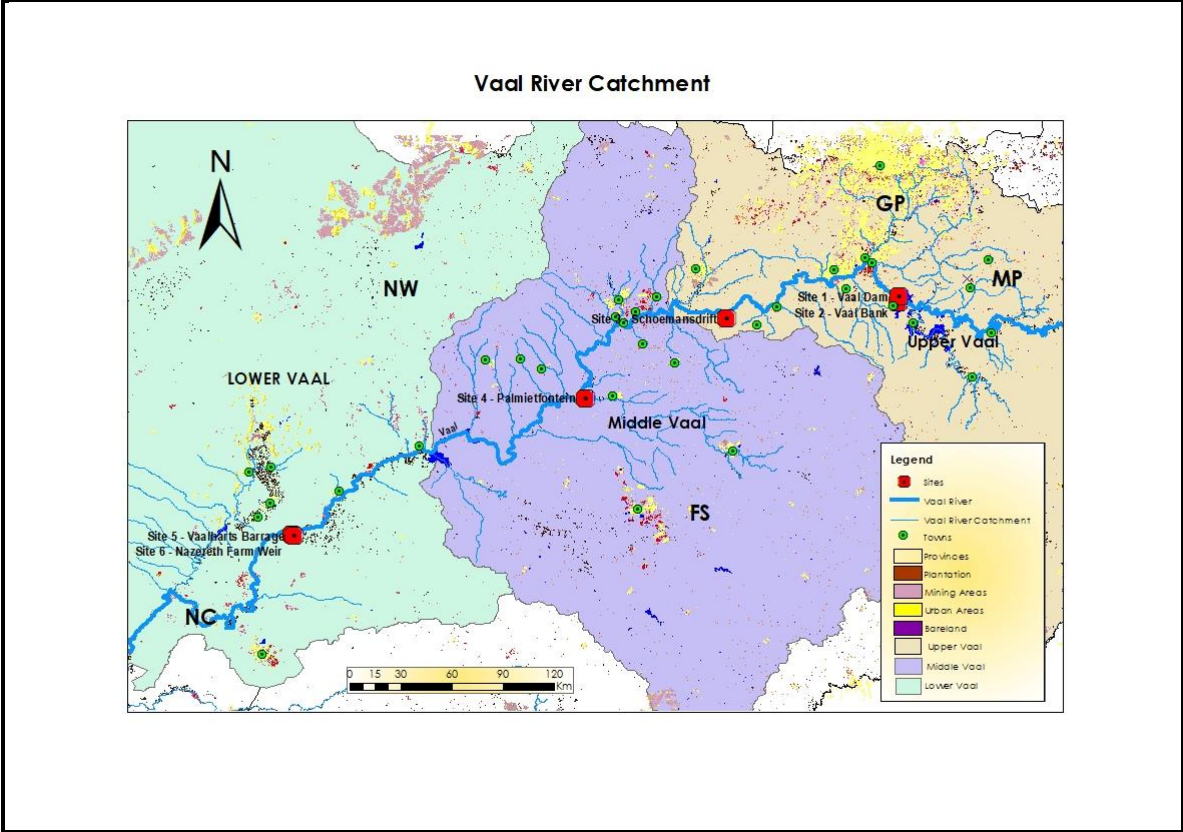 Vaal River Catchment
N
GP
NW
MP
Site 1 - Vaal Dam
Site 2 - Vaal Bank
Schoemansdrift
Upper Vaal
LOWER VAAL
Site 4 - Palmietfontein
Middle Vaal
Vaal
FS
Site 5 - Vaalharts Barrage
Site 6 - Nazereth Farm Weir
NC
0 15 30 60 90 120
Km
Legend
Sites
Vaal River
Vaal River Catchment
Towns
Provinces
Plantation
Mining Areas
Urban Areas
Bareland
Upper Vaal
Middle Vaal
Lower Vaal